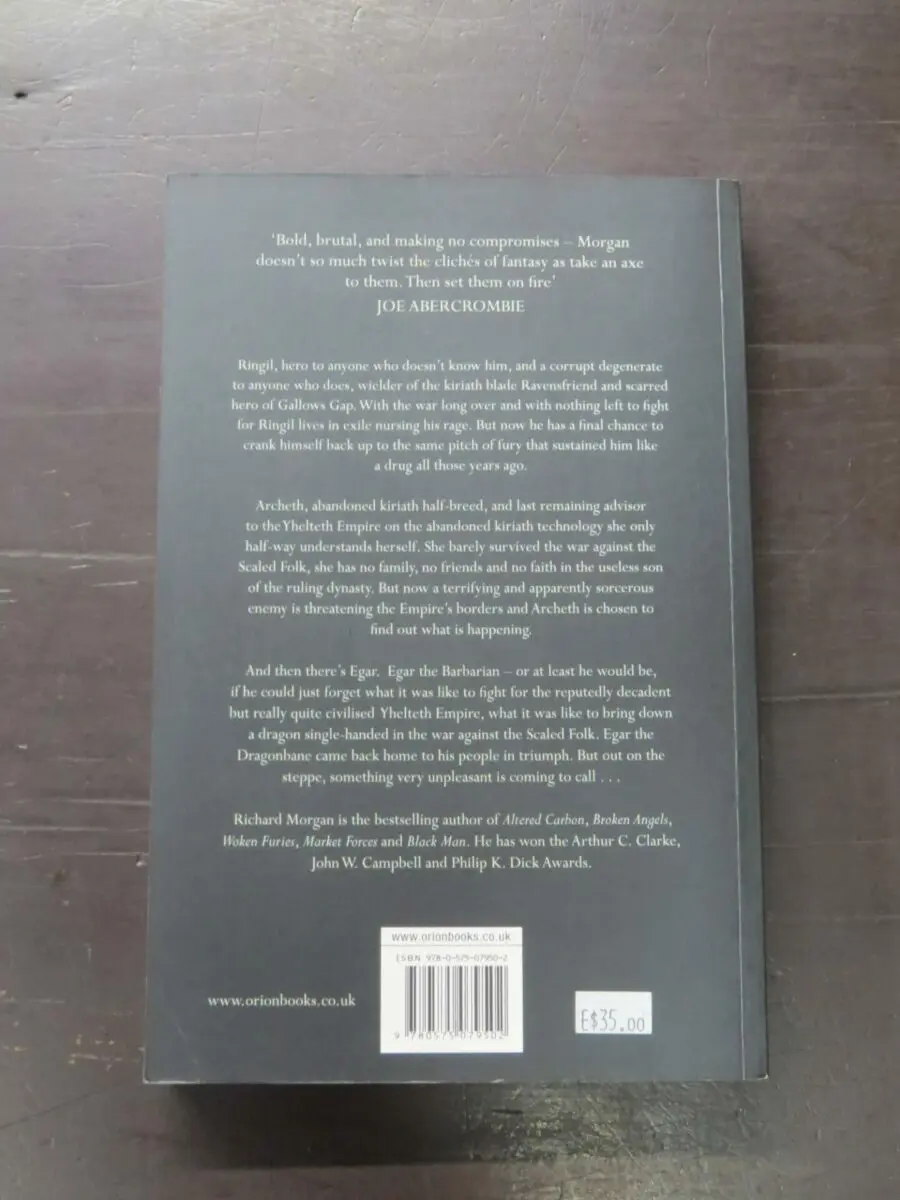 ‘Bold, brutal, and making no compromises – Morgan
doesn’t so much twist the clichés of fantasy as take an axe
to them. Then set them on fire’
JOE ABERCROMBIE
Ringil, hero to anyone who doesn’t know him, and a corrupt degenerate
to anyone who does, wielder of the kiriath blade Ravensfriend and scarred
hero of Gallows Gap. With the war long over and with nothing left to fight
for Ringil lives in exile nursing his rage. But now he has a final chance to
crank himself back up to the same pitch of fury that sustained him like
a drug all those years ago.
Archeth, abandoned kiriath half-breed, and last remaining advisor
to the Yhelteth Empire on the abandoned kiriath technology she only
half-way understands herself. She barely survived the war against the
Scaled Folk, she has no family, no friends and no faith in the useless son
of the ruling dynasty. But now a terrifying and apparently sorcerous
enemy is threatening the Empire’s borders and Archeth is chosen to
find out what is happening.
And then there’s Egar. Egar the Barbarian – or at least he would be,
if he could just forget what it was like to fight for the reputedly decadent
but really quite civilised Yhelteth Empire, what it was like to bring down
a dragon single-handed in the war against the Scaled Folk. Egar the
Dragonbane came back home to his people in triumph. But out on the
steppe, something very unpleasant is coming to call . . .
Richard Morgan is the bestselling author of Altered Carbon, Broken Angels,
Woken Furies, Market Forces and Black Man. He has won the Arthur C. Clarke,
John W. Campbell and Philip K. Dick Awards.
www.orionbooks.co.uk
ISBN 978-0-575-07950-2
www.orionbooks.co.uk
9 780575 079502
E$35.00